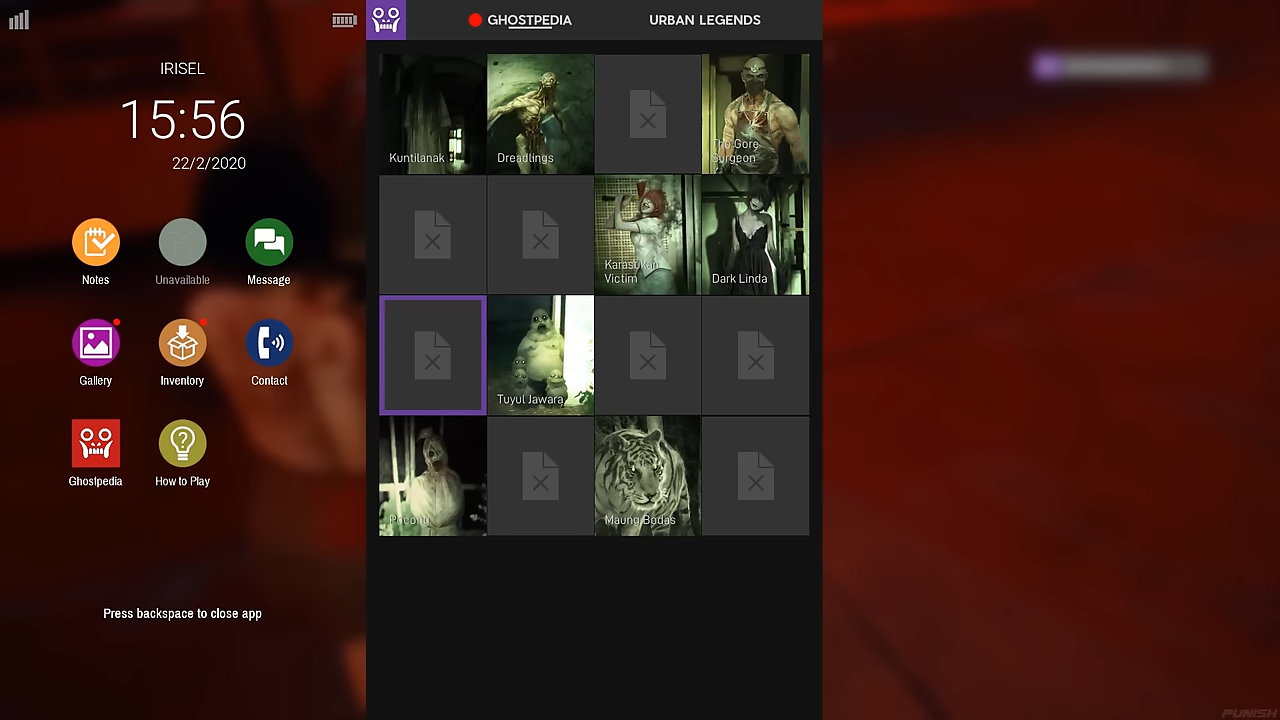 IRISEL
15:56
22/2/2020
Notes
Unavailable
Message
Gallery
Inventory
Contact
Ghostpedia
How to Play
Press backspace to close app
GHOSTPEDIA
URBAN LEGENDS
Kuntilanak
Dreadlings
The Gore
Surgeon
Karasukan
Victim
Dark Linda
Tuyul Jawara
Pocong
Maung Bodas
PUNISH